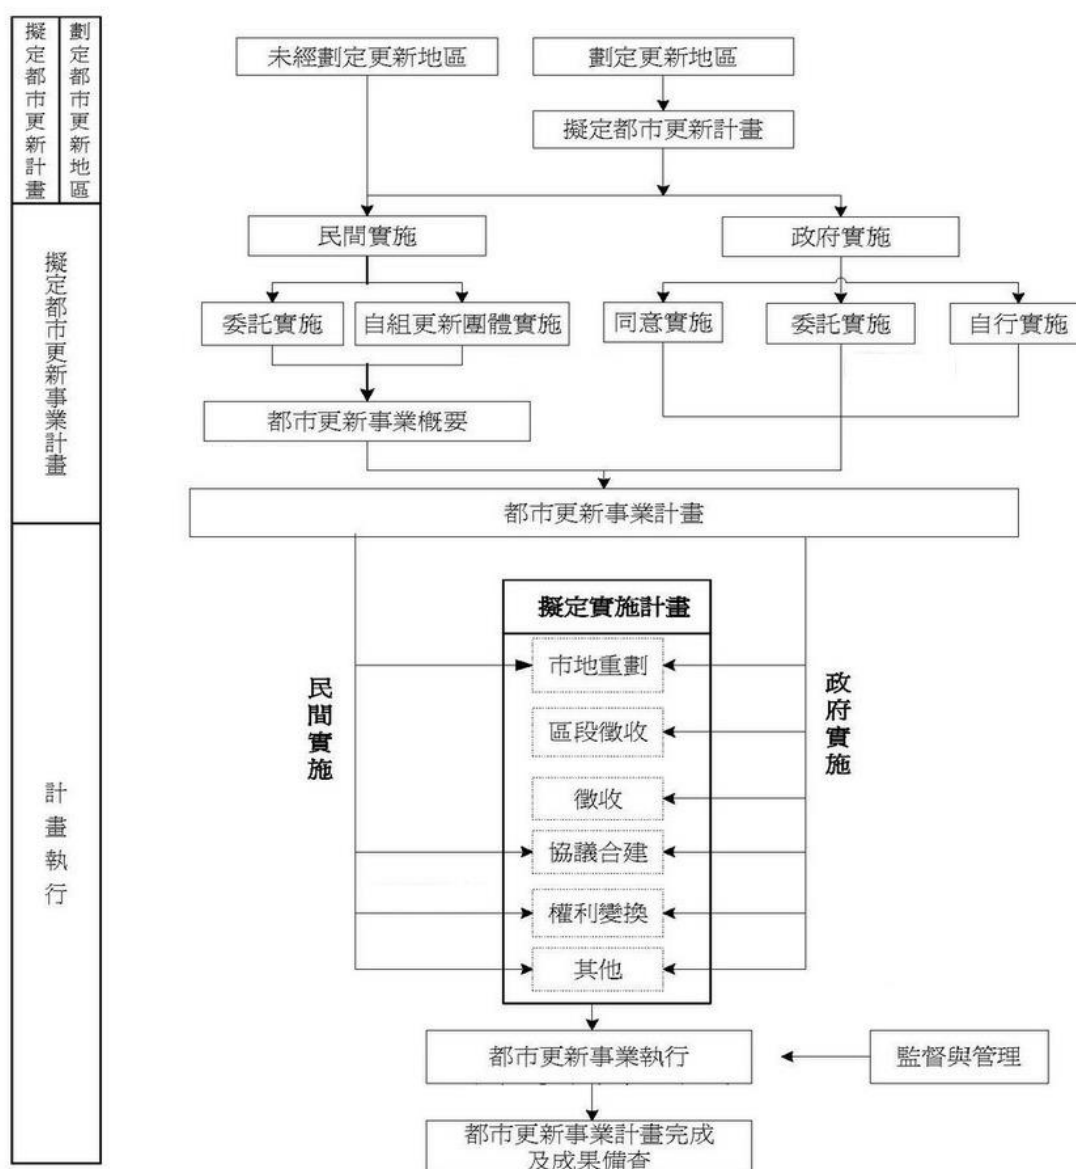 擬定都市更新計畫
劃定都市更新地區
未經劃定更新地區
劃定更新地區
擬定都市更新計畫
擬定都市更新事業計畫
民間實施
政府實施
委託實施
自組更新團體實施
同意實施
委託實施
自行實施
都市更新事業概要
都市更新事業計畫
計畫執行
民間實施
擬定實施計畫
市地重劃
區段徵收
徵收
協議合建
權利變換
其他
政府實施
都市更新事業執行
監督與管理
都市更新事業計畫完成
及成果備查